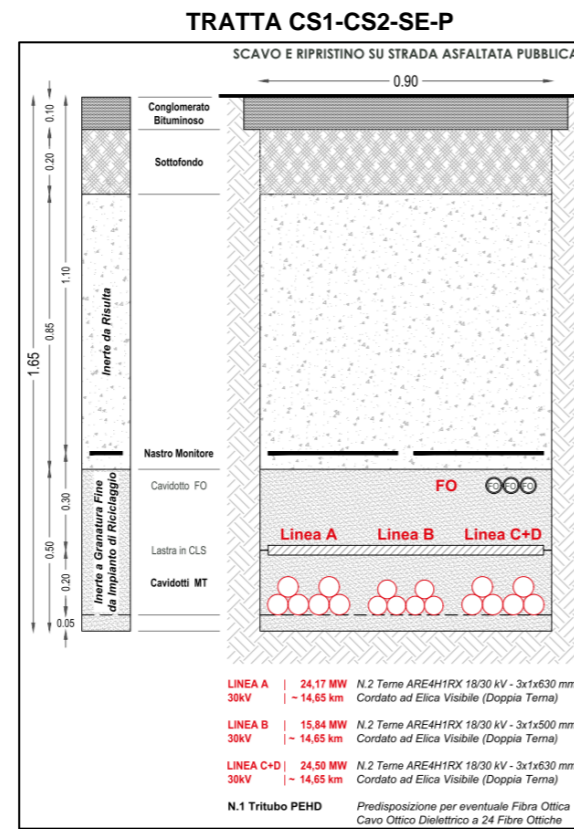 TRATTA CS1-CS2-SE-P
SCAVO E RIPRISTINO SU STRADA ASFALTATA PUBBLICA
0.90
0.10
Conglomerato
Bituminoso
0.20
Sottofondo
1.10
1.65
0.85
Inerte da Risulta
Nastro Monitore
Cavidotto FO
FO
FO FO FO
0.30
0.50
Inerte a Granatura Fine
da Impianto di Riciclaggio
Linea A Linea B Linea C+D
Lastra in CLS
0.20
Cavidotti MT
0.05
LINEA A | 24,17 MW N.2 Terne ARE4H1RX 18/30 kV - 3x1x630 mm
30kV | ~ 14,65 km Cordato ad Elica Visibile (Doppia Terna)
LINEA B | 15,84 MW N.2 Terne ARE4H1RX 18/30 kV - 3x1x500 mm
30kV | ~ 14,65 km Cordato ad Elica Visibile (Doppia Terna)
LINEA C+D | 24,50 MW N.2 Terne ARE4H1RX 18/30 kV - 3x1x630 mm
30kV | ~ 14,65 km Cordato ad Elica Visibile (Doppia Terna)
N.1 Tritubo PEHD Predisposizione per eventuale Fibra Ottica
Cavo Ottico Dielettrico a 24 Fibre Ottiche